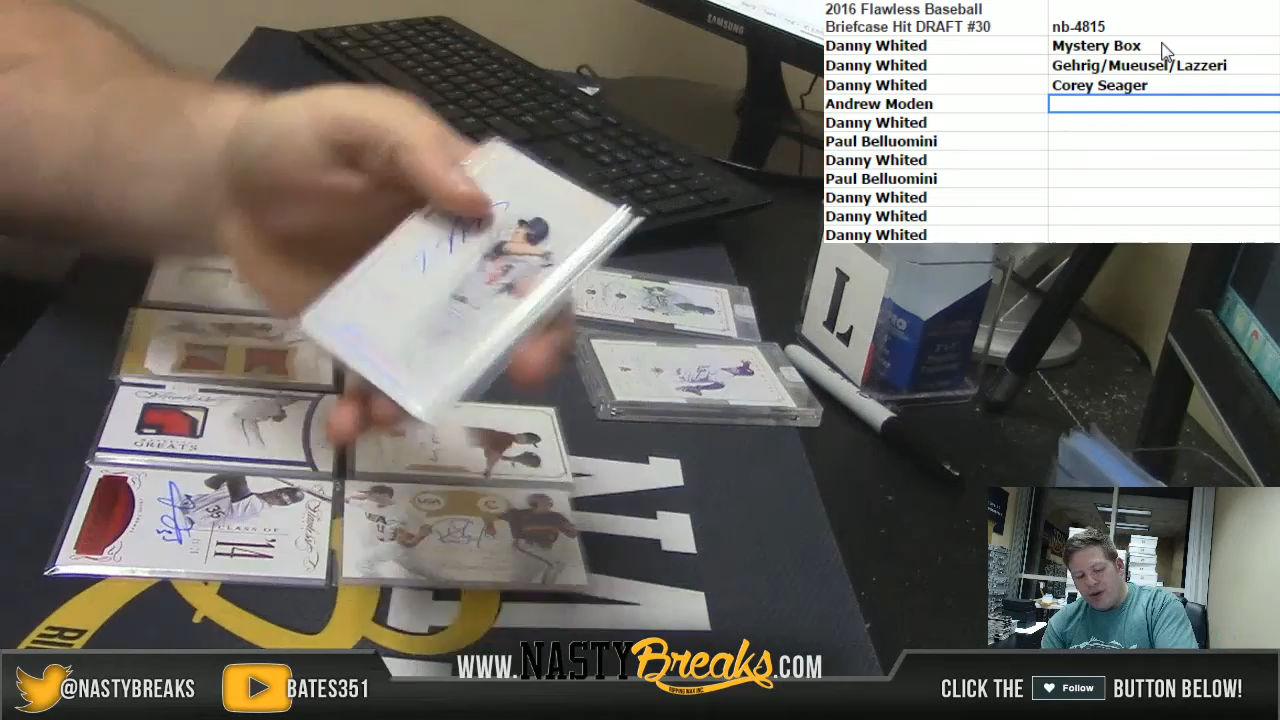 2016 Flawless Baseball
Briefcase Hit DRAFT #30 nb-4815
Danny Whited Mystery Box
Danny Whited Gehrig/Mueusel/Lazzeri
Danny Whited Corey Seager
Andrew Moden
Danny Whited
Paul Belluomini
Danny Whited
Paul Belluomini
Danny Whited
Danny Whited
Danny Whited
SAMSUNG
L
GREATS
CLASS OF
'14
WWW.NASTYBreaks.COM
@NASTYBREAKS
BATES351
CLICK THE Follow BUTTON BELOW!